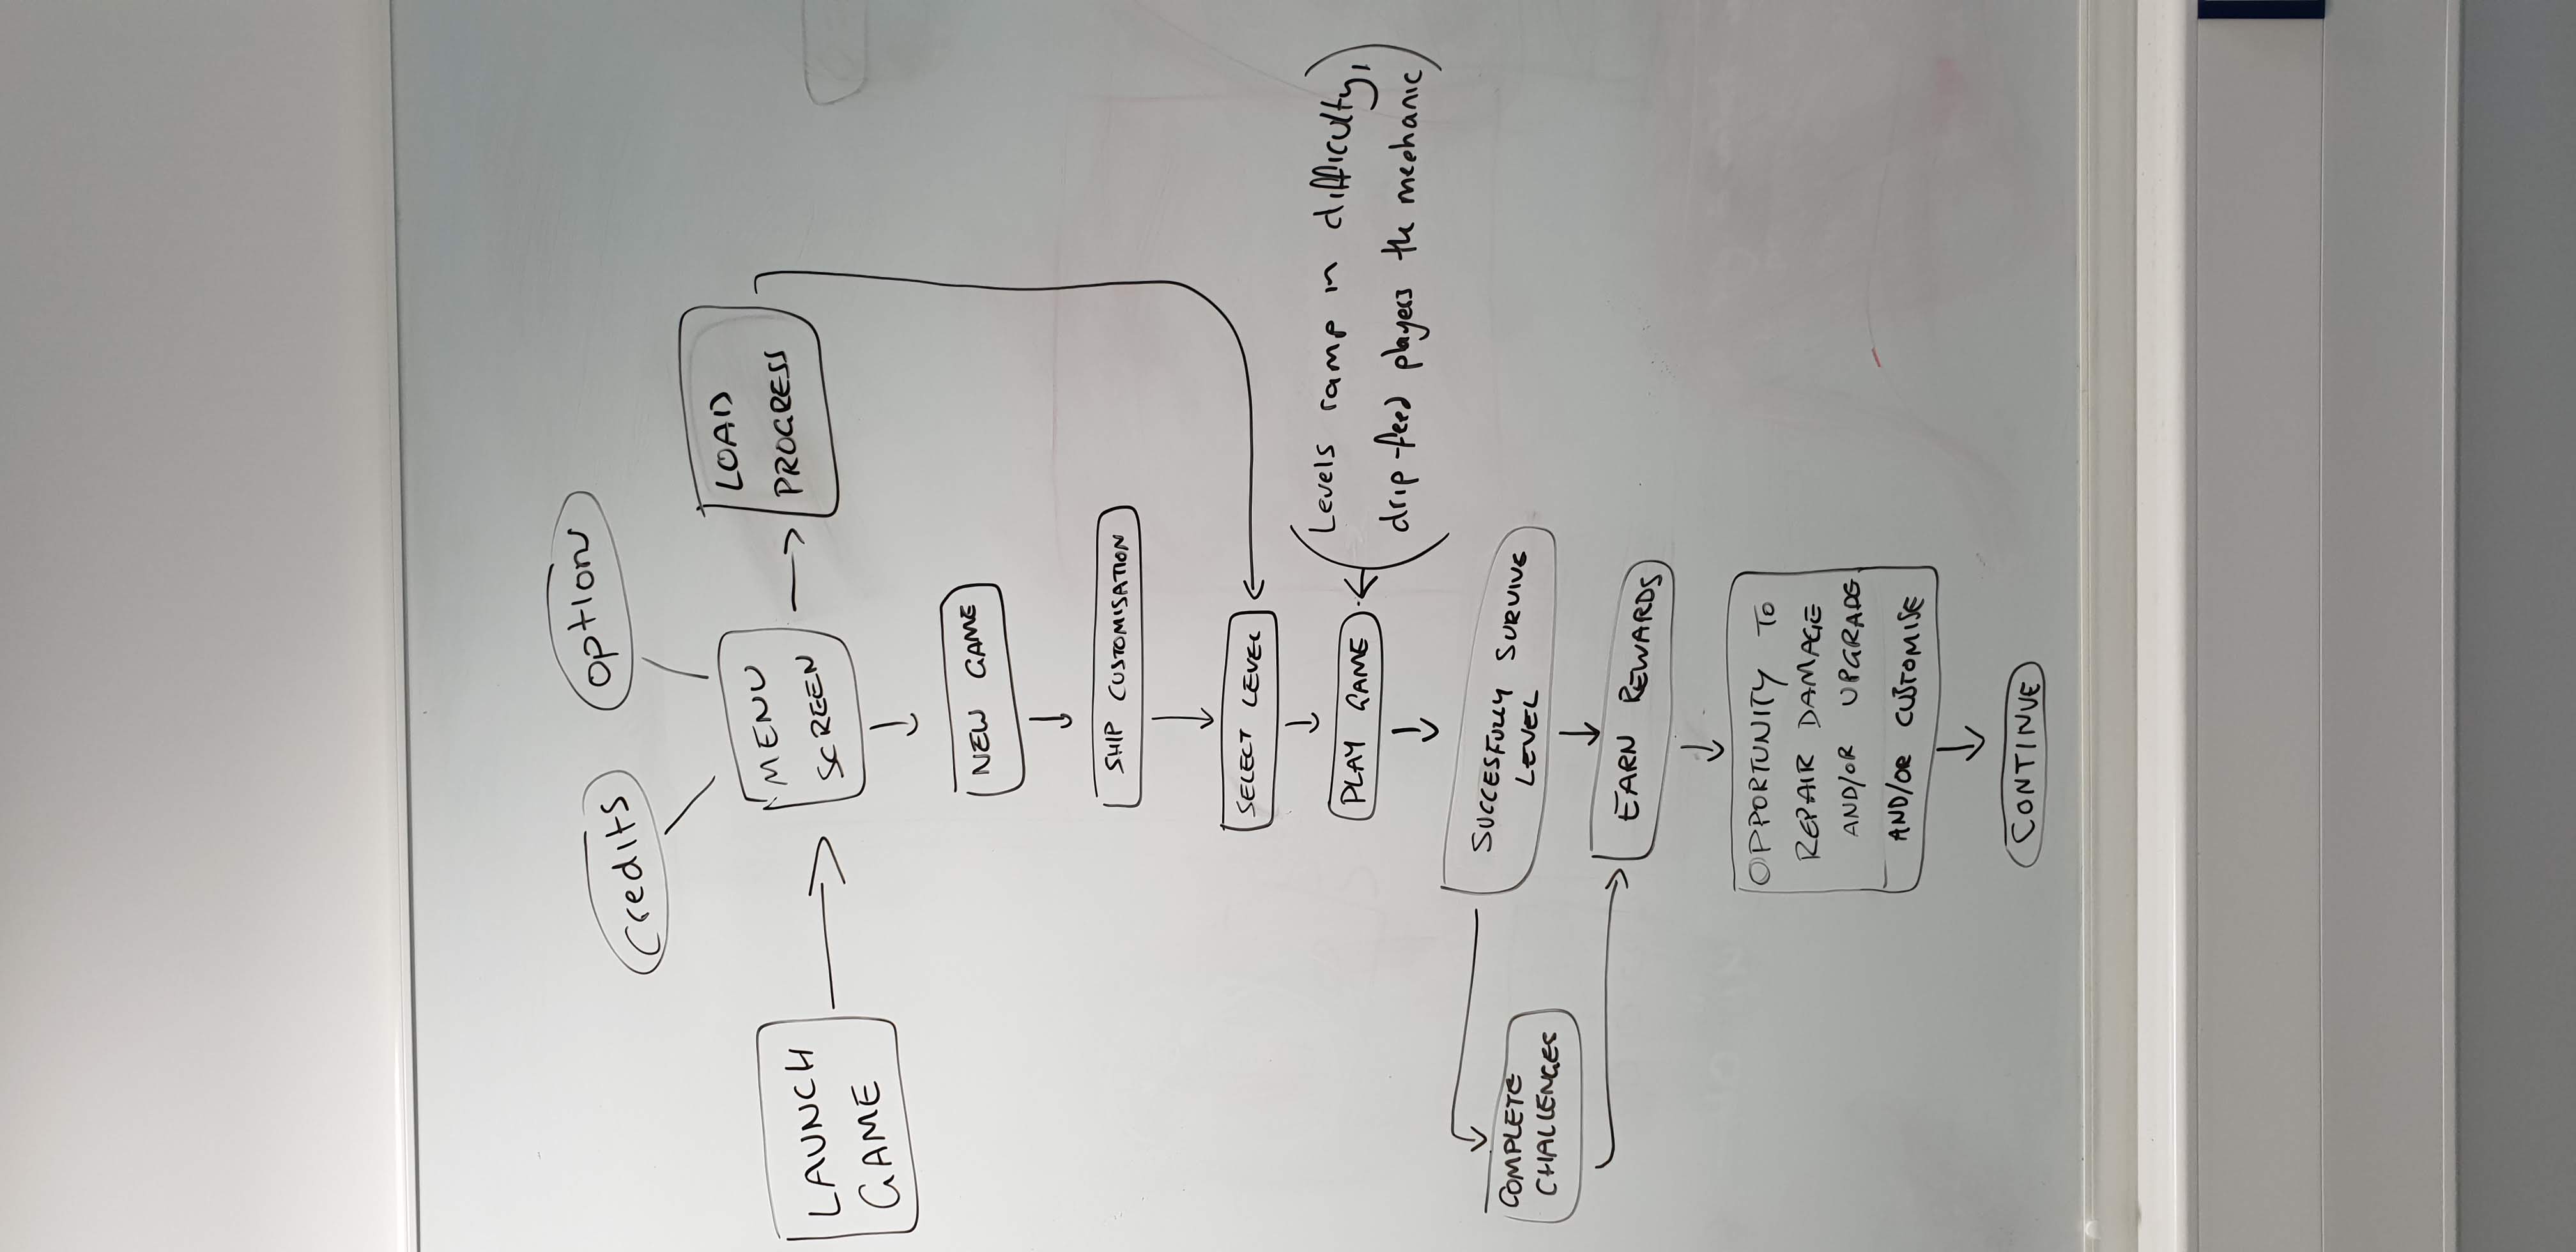 Credits
Options
LAUNCH
GAME
MENU
SCREEN
LOAD
PROGRESS
NEW GAME
SHIP CUSTOMISATION
SELECT LEVEL
PLAY GAME
Levels ramp in difficulty,
drip-feed players the mechanic
SUCCESFULLY SURVIVE
LEVEL
COMPLETE
CHALLENGES
EARN REWARDS
OPPORTUNITY TO
REPAIR DAMAGE
AND/OR UPGRADE
AND/OR CUSTOMISE
CONTINUE